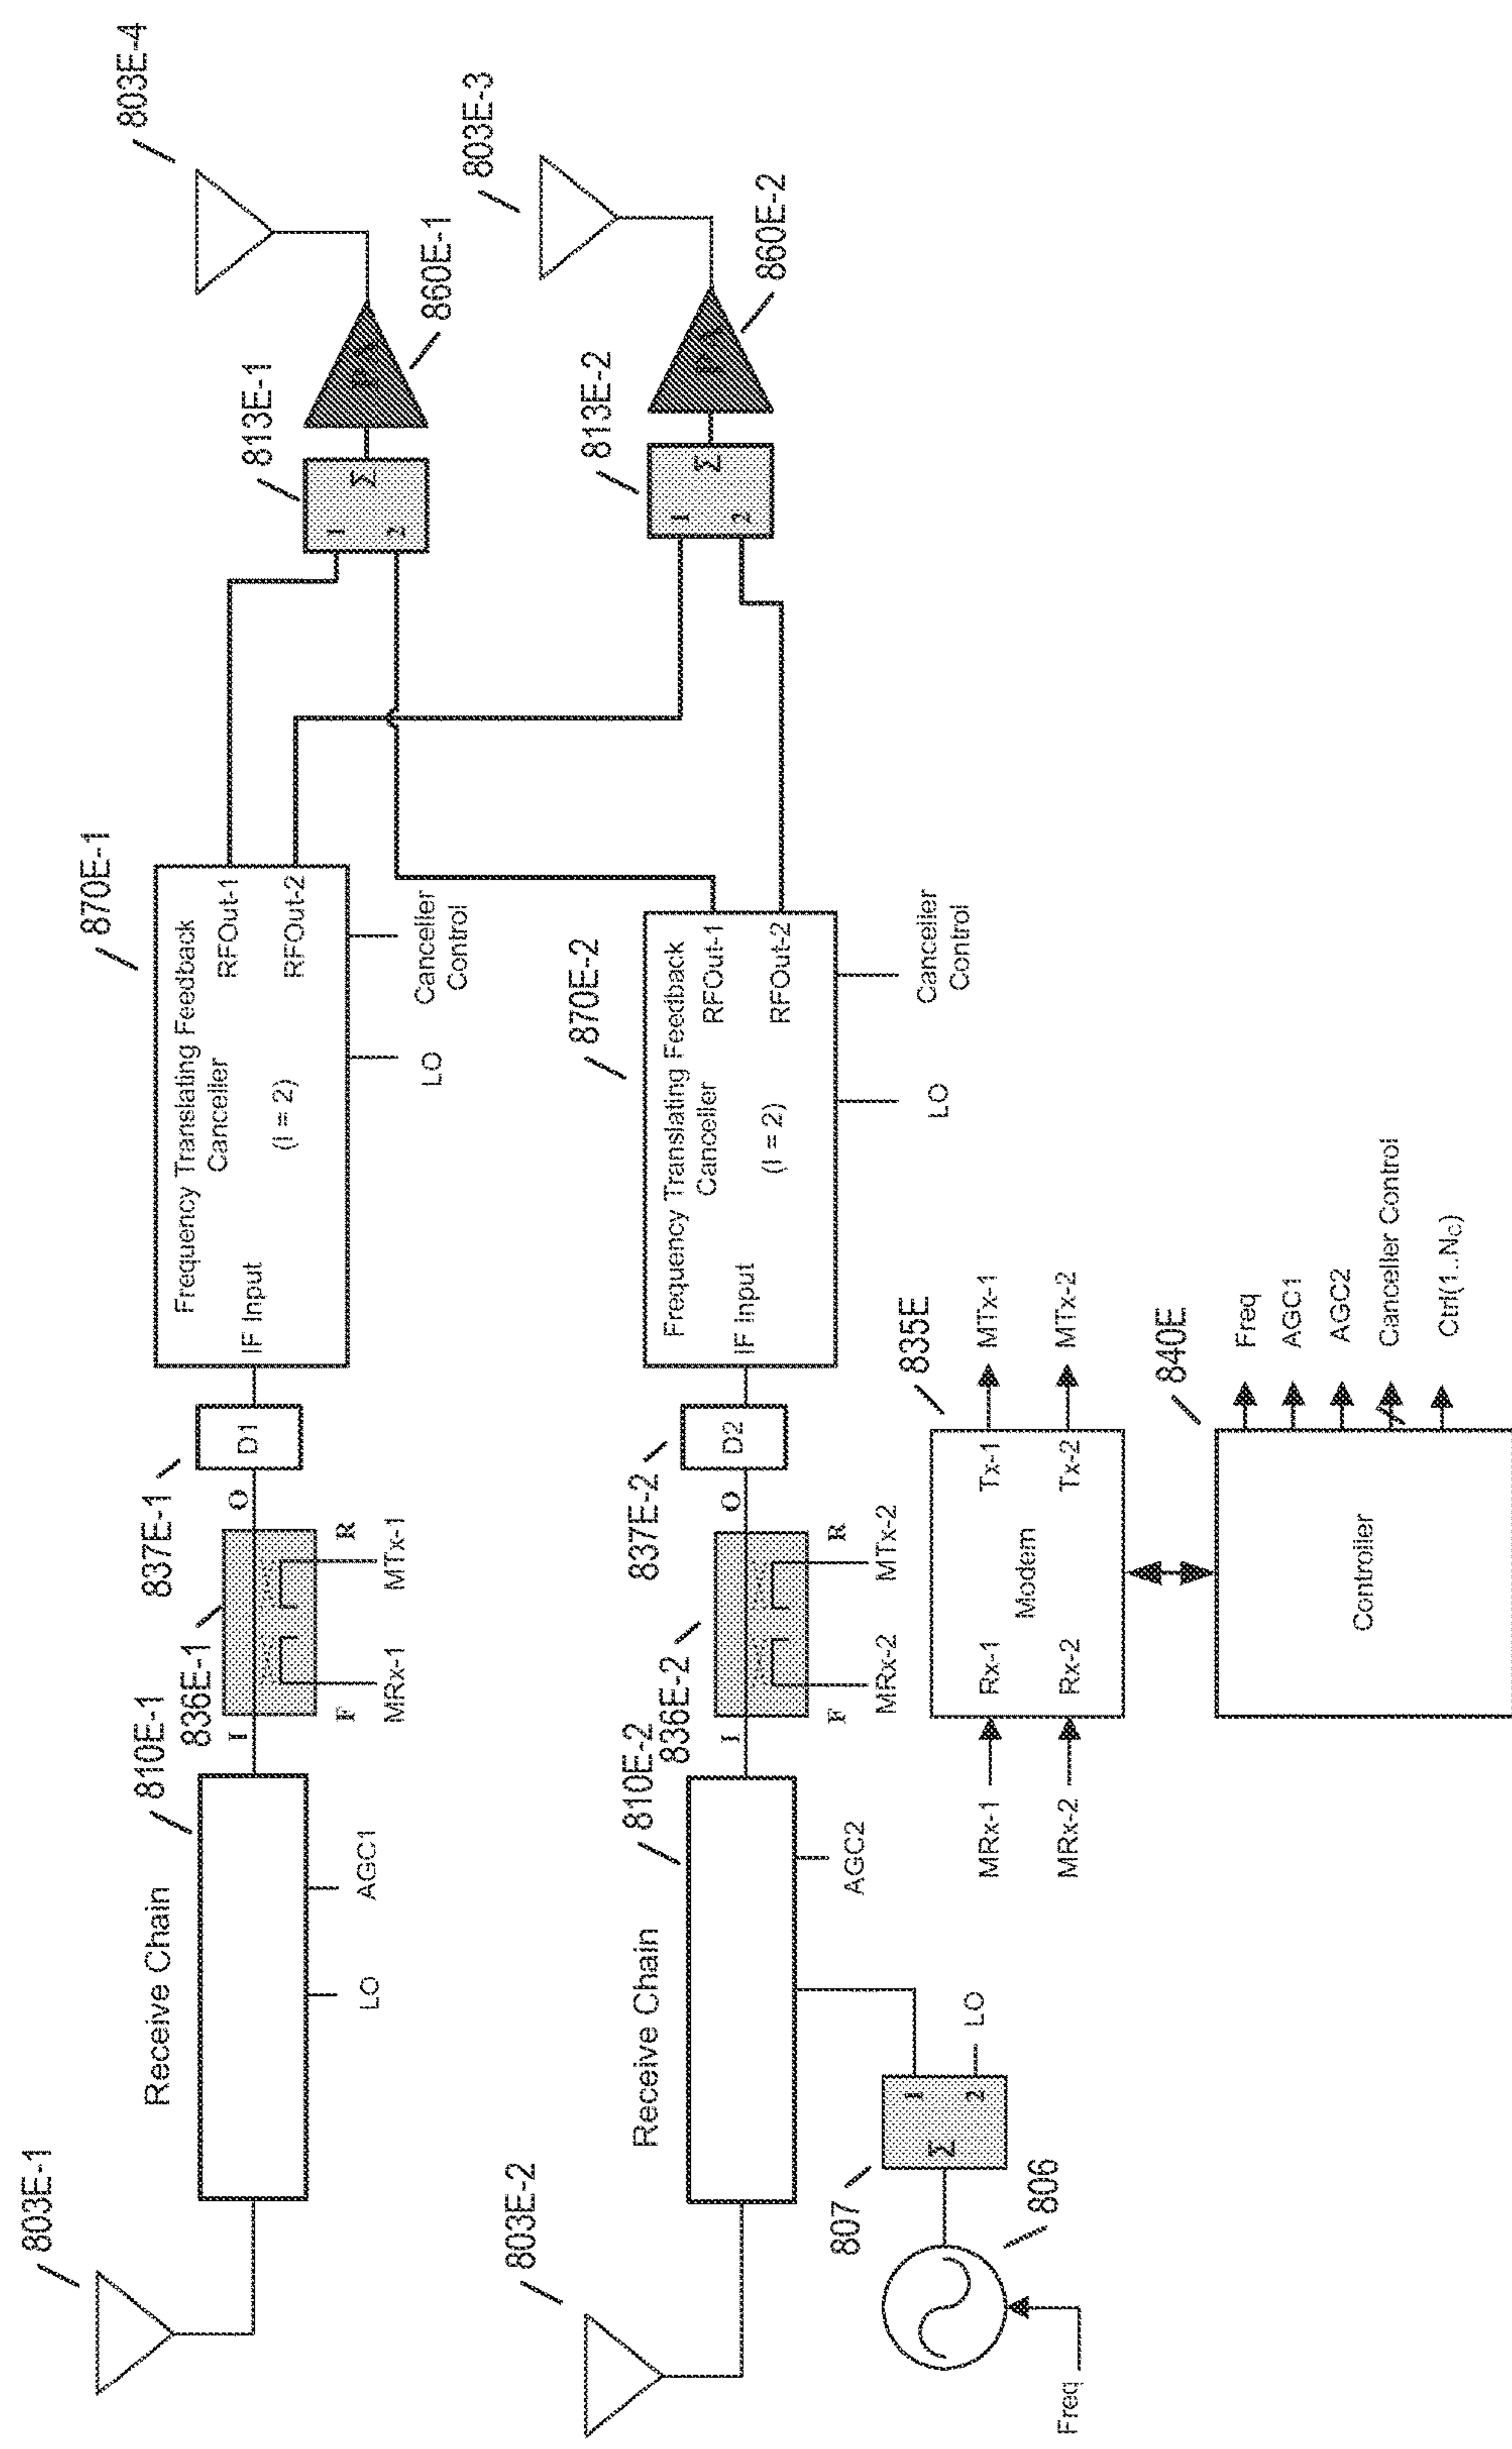 803E-1
Receive Chain
810E-1
LO
AGC1
836E-1
I
O
F
R
MRx-1
MTx-1
837E-1
D1
870E-1
Frequency Translating Feedback
Canceller
(I = 2)
IF Input
RFOut-1
RFOut-2
LO
Canceller
Control
813E-1
1
2
Σ
860E-1
803E-4
803E-2
Receive Chain
810E-2
AGC2
836E-2
I
O
F
R
MRx-2
MTx-2
837E-2
D2
870E-2
Frequency Translating Feedback
Canceller
(I = 2)
IF Input
RFOut-1
RFOut-2
LO
Canceller
Control
813E-2
1
2
Σ
860E-2
803E-3
Freq
806
807
Σ
1
2
LO
835E
MRx-1
MRx-2
Rx-1
Rx-2
Modem
Tx-1
Tx-2
MTx-1
MTx-2
840E
Controller
Freq
AGC1
AGC2
Canceller Control
Ctrl(1..NC)